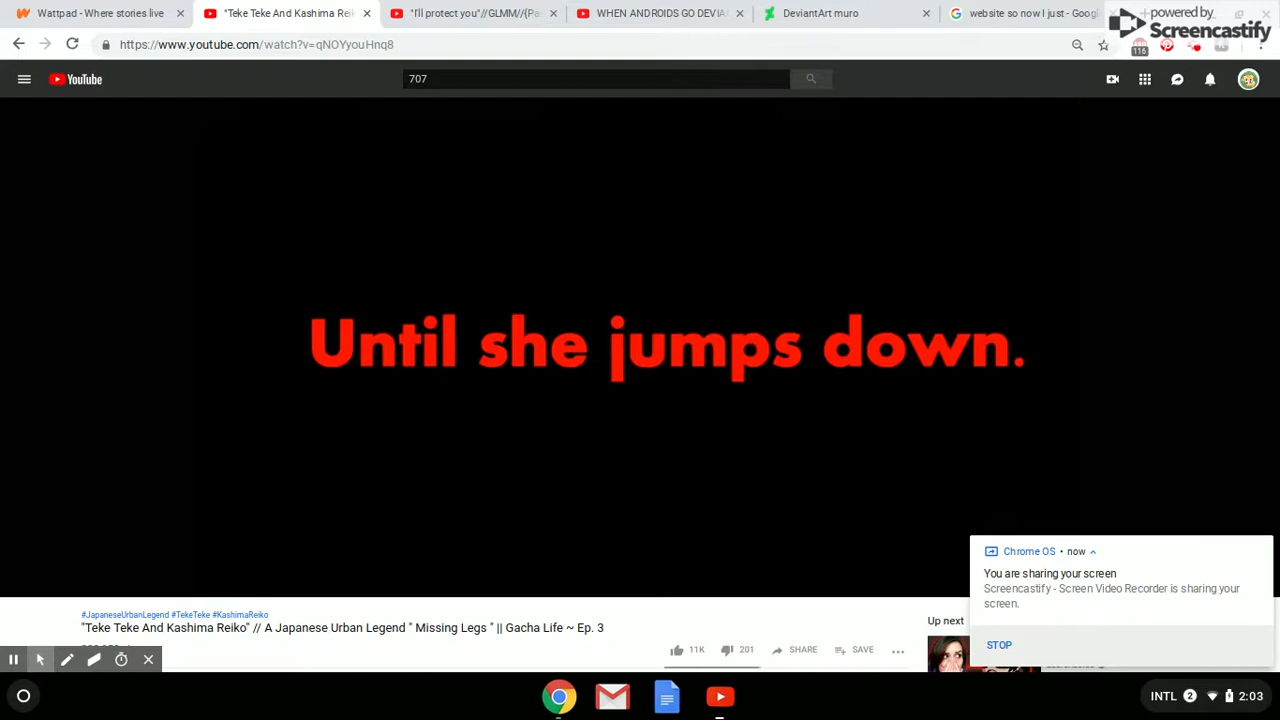 Wattpad - Where stories live
"Teke Teke And Kashima Rei
"I'll protect you"//GLMM//{Pa
WHEN ANDROIDS GO DEVIA
DeviantArt muro
website so now I just - Googl
powered by
Screencastify
https://www.youtube.com/watch?v=qNOYyouHnq8
116
YouTube
707
Until she jumps down.
Chrome OS • now
You are sharing your screen
Screencastify - Screen Video Recorder is sharing your
screen.
STOP
#JapaneseUrbanLegend #TekeTeke #KashimaReiko
"Teke Teke And Kashima Reiko" // A Japanese Urban Legend " Missing Legs " || Gacha Life ~ Ep. 3
Up next
11K
201
SHARE
SAVE
INTL
2
2:03